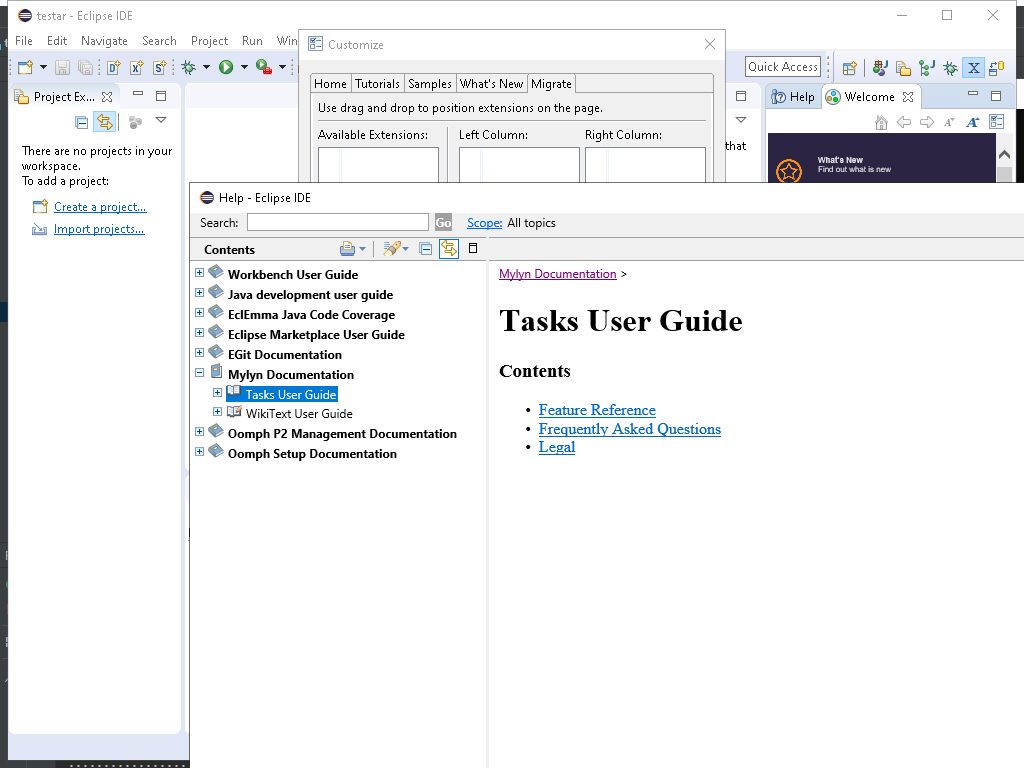 testar - Eclipse IDE
File Edit Navigate Search Project Run Win
Customize
Quick Access
Project Ex...
Home Tutorials Samples What's New Migrate
Help Welcome
Use drag and drop to position extensions on the page.
Available Extensions: Left Column: Right Column:
that
There are no projects in your
workspace.
To add a project:
Create a project...
Import projects...
What's New
Find out what is new
Help - Eclipse IDE
Search: Go Scope: All topics
Contents
Workbench User Guide
Java development user guide
EclEmma Java Code Coverage
Eclipse Marketplace User Guide
EGit Documentation
Mylyn Documentation
Tasks User Guide
WikiText User Guide
Oomph P2 Management Documentation
Oomph Setup Documentation
Mylyn Documentation >
Tasks User Guide
Contents
• Feature Reference
• Frequently Asked Questions
• Legal